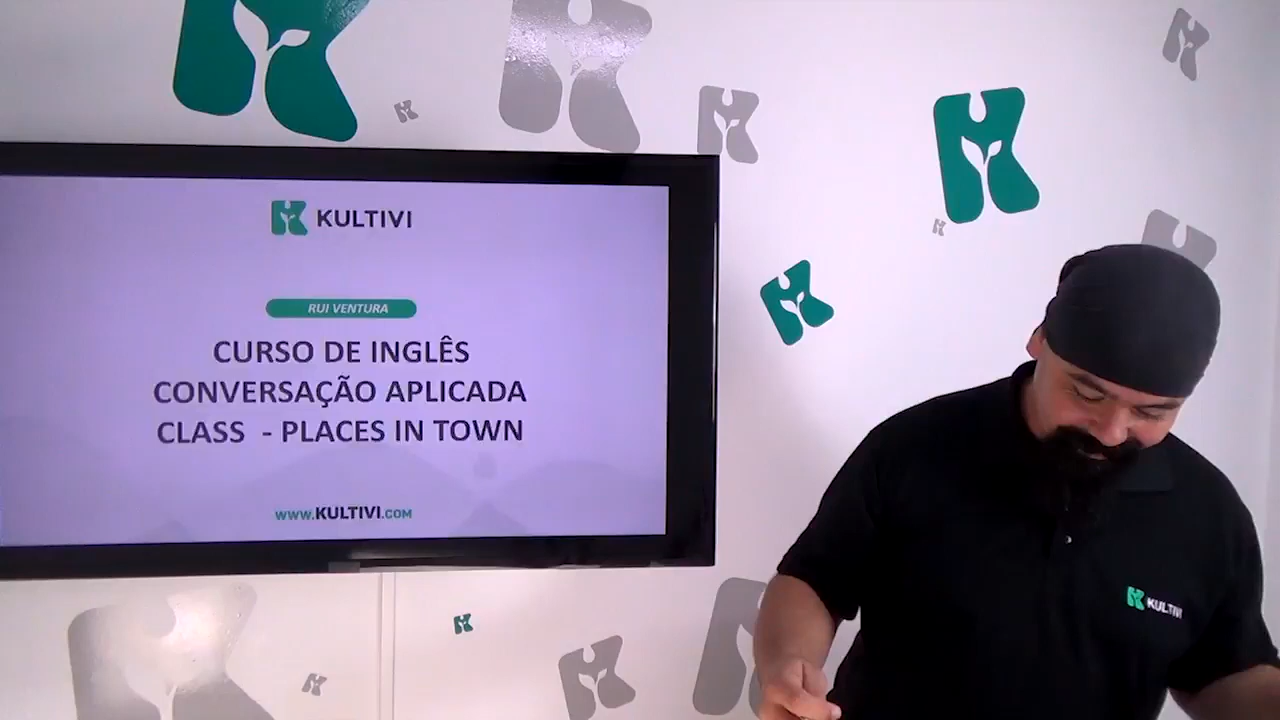 KULTIVI
RUI VENTURA
CURSO DE INGLÊS
CONVERSAÇÃO APLICADA
CLASS - PLACES IN TOWN
WWW.KULTIVI.COM
KULTIVI